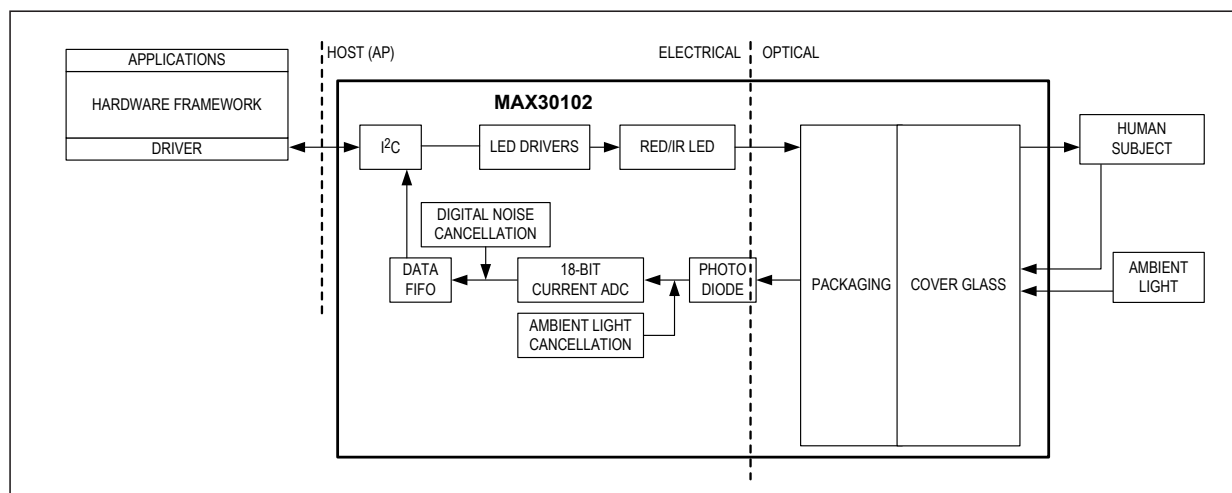 APPLICATIONS
HARDWARE FRAMEWORK
DRIVER
HOST (AP)
ELECTRICAL
OPTICAL
MAX30102
I²C
LED DRIVERS
RED/IR LED
HUMAN
SUBJECT
DIGITAL NOISE
CANCELLATION
DATA
FIFO
18-BIT
CURRENT ADC
PHOTO
DIODE
AMBIENT LIGHT
CANCELLATION
PACKAGING
COVER GLASS
AMBIENT
LIGHT